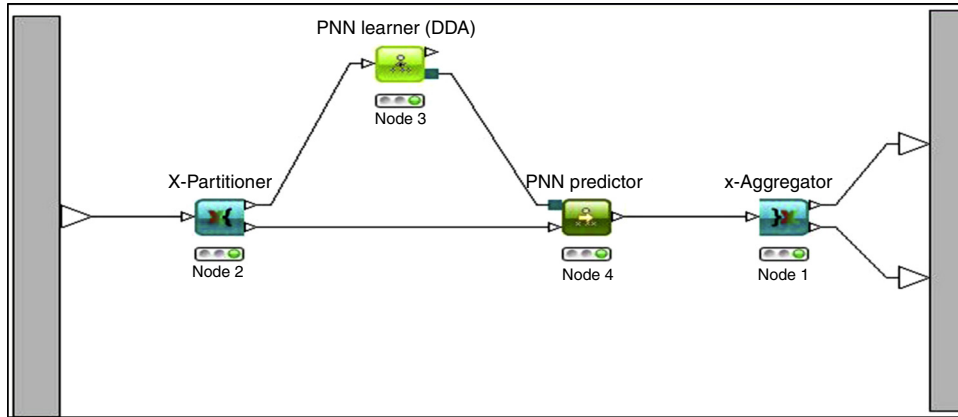 PNN learner (DDA)
Node 3
X-Partitioner
Node 2
PNN predictor
Node 4
x-Aggregator
Node 1